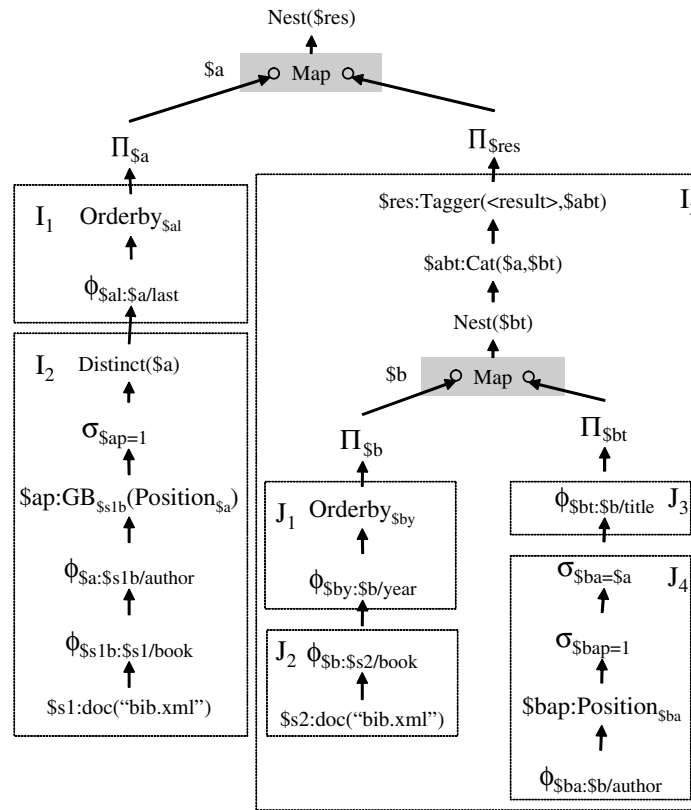 Nest($res)
$a
Map
Π$a
Π$res
I1
Orderby$al
ϕ$al:$a/last
I2
Distinct($a)
σ$ap=1
$ap:GB$s1b(Position$a)
ϕ$a:$s1b/author
ϕ$s1b:$s1/book
$s1:doc(“bib.xml”)
$res:Tagger(<result>,$abt)
$abt:Cat($a,$bt)
Nest($bt)
$b
Map
Π$b
Π$bt
J1
Orderby$by
ϕ$by:$b/year
J2
ϕ$b:$s2/book
$s2:doc(“bib.xml”)
ϕ$bt:$b/title
J3
σ$ba=$a
J4
σ$bap=1
$bap:Position$ba
ϕ$ba:$b/author